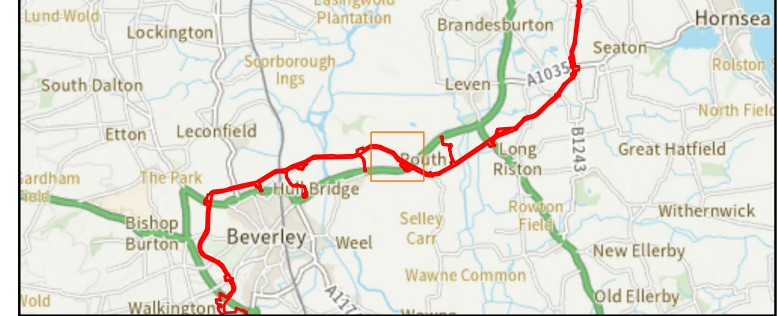 Easingwold
Plantation
Lund Wold
Lockington
Brandesburton
Hornsea
Scorborough
Ings
Seaton
A1035
Rolston
South Dalton
Leven
North Field
Etton
Leconfield
B1243
Great Hatfield
Routh
Long
Riston
The Park
Hull Bridge
Rowton
Field
Withernwick
Bishop
Burton
Beverley
Weel
Selley
Carr
New Ellerby
Wawne Common
Old Ellerby
Walkington